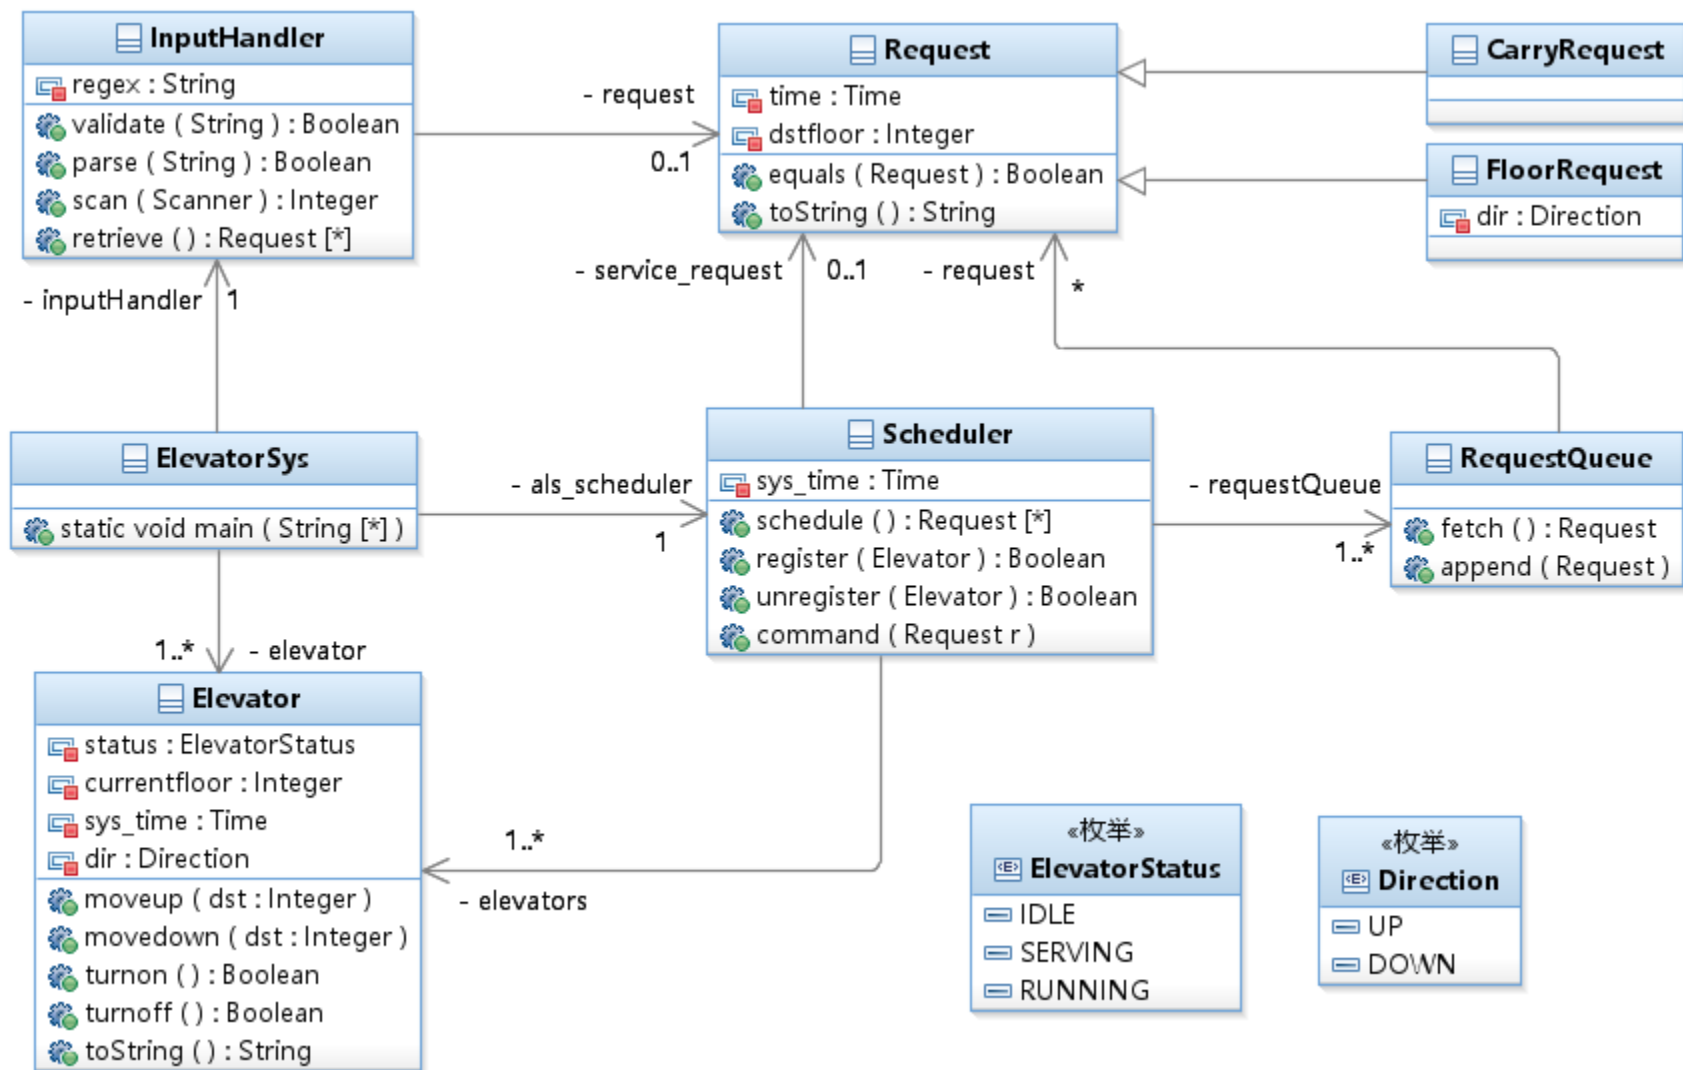 InputHandler
regex : String
validate ( String ) : Boolean
parse ( String ) : Boolean
scan ( Scanner ) : Integer
retrieve ( ) : Request [*]
- request
0..1
Request
time : Time
dstfloor : Integer
equals ( Request ) : Boolean
toString ( ) : String
CarryRequest
FloorRequest
dir : Direction
- inputHandler
1
- service_request
0..1
- request
*
ElevatorSys
static void main ( String [*] )
- als_scheduler
1
Scheduler
sys_time : Time
schedule ( ) : Request [*]
register ( Elevator ) : Boolean
unregister ( Elevator ) : Boolean
command ( Request r )
- requestQueue
1..*
RequestQueue
fetch ( ) : Request
append ( Request )
1..*
- elevator
Elevator
status : ElevatorStatus
currentfloor : Integer
sys_time : Time
dir : Direction
moveup ( dst : Integer )
movedown ( dst : Integer )
turnon ( ) : Boolean
turnoff ( ) : Boolean
toString ( ) : String
1..*
- elevators
«枚举»
<E> ElevatorStatus
IDLE
SERVING
RUNNING
«枚举»
<E> Direction
UP
DOWN